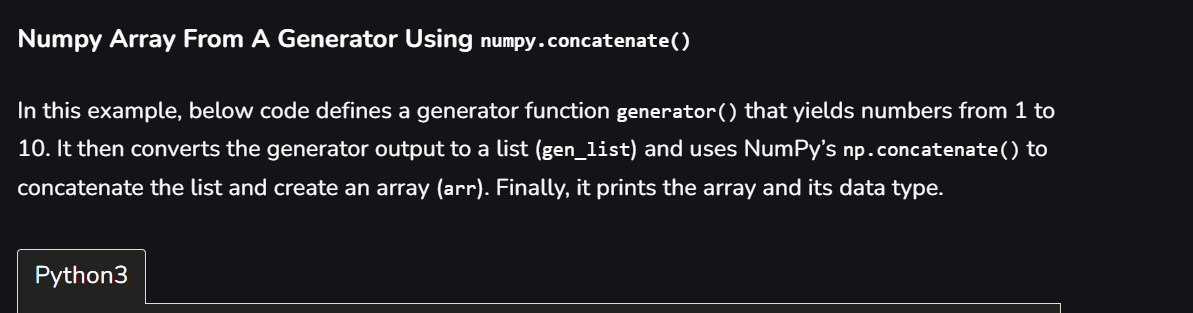 Numpy Array From A Generator Using numpy.concatenate()
In this example, below code defines a generator function generator() that yields numbers from 1 to
10. It then converts the generator output to a list (gen_list) and uses NumPy’s np.concatenate() to
concatenate the list and create an array (arr). Finally, it prints the array and its data type.
Python3